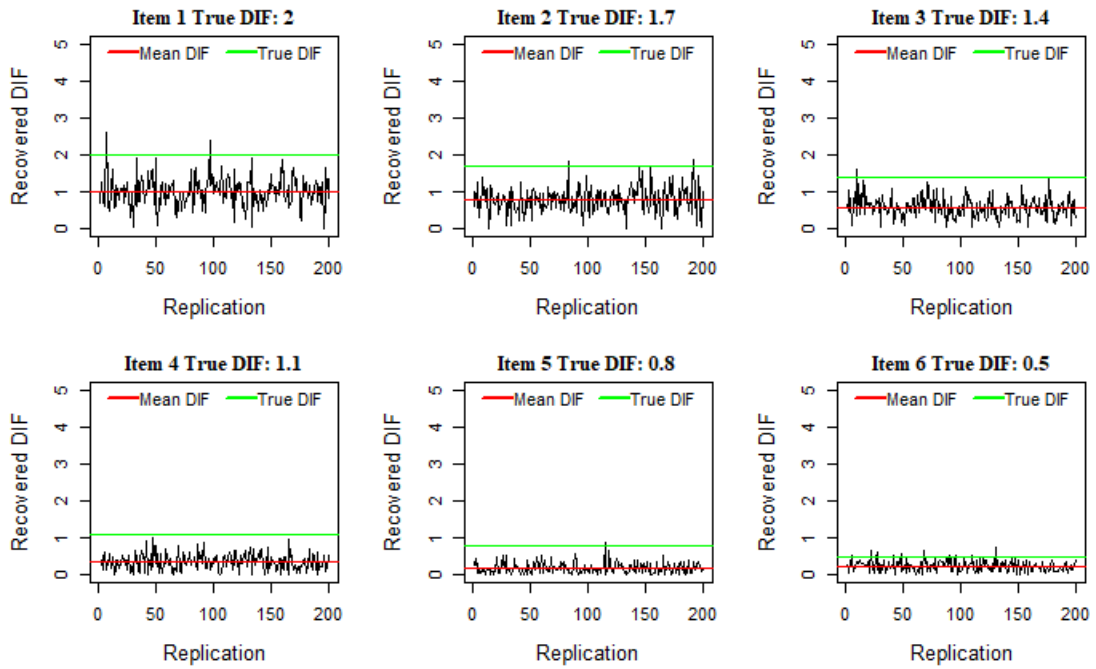 Item 1 True DIF: 2
Mean DIF True DIF
Recovered DIF
5
4
3
2
1
0
0 50 100 150 200
Replication
Item 2 True DIF: 1.7
Mean DIF True DIF
Recovered DIF
5
4
3
2
1
0
0 50 100 150 200
Replication
Item 3 True DIF: 1.4
Mean DIF True DIF
Recovered DIF
5
4
3
2
1
0
0 50 100 150 200
Replication
Item 4 True DIF: 1.1
Mean DIF True DIF
Recovered DIF
5
4
3
2
1
0
0 50 100 150 200
Replication
Item 5 True DIF: 0.8
Mean DIF True DIF
Recovered DIF
5
4
3
2
1
0
0 50 100 150 200
Replication
Item 6 True DIF: 0.5
Mean DIF True DIF
Recovered DIF
5
4
3
2
1
0
0 50 100 150 200
Replication